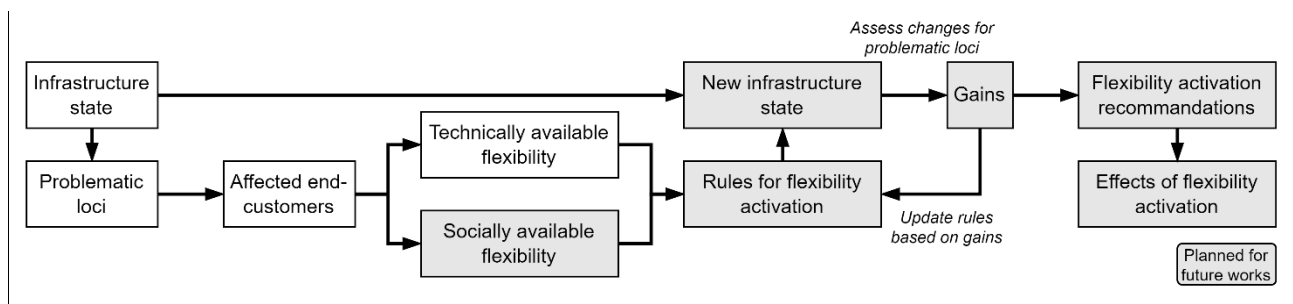 Assess changes for
problematic loci
Infrastructure
state
New infrastructure
state
Gains
Flexibility activation
recommandations
Technically available
flexibility
Problematic
loci
Affected end-
customers
Rules for flexibility
activation
Effects of flexibility
activation
Socially available
flexibility
Update rules
based on gains
Planned for
future works